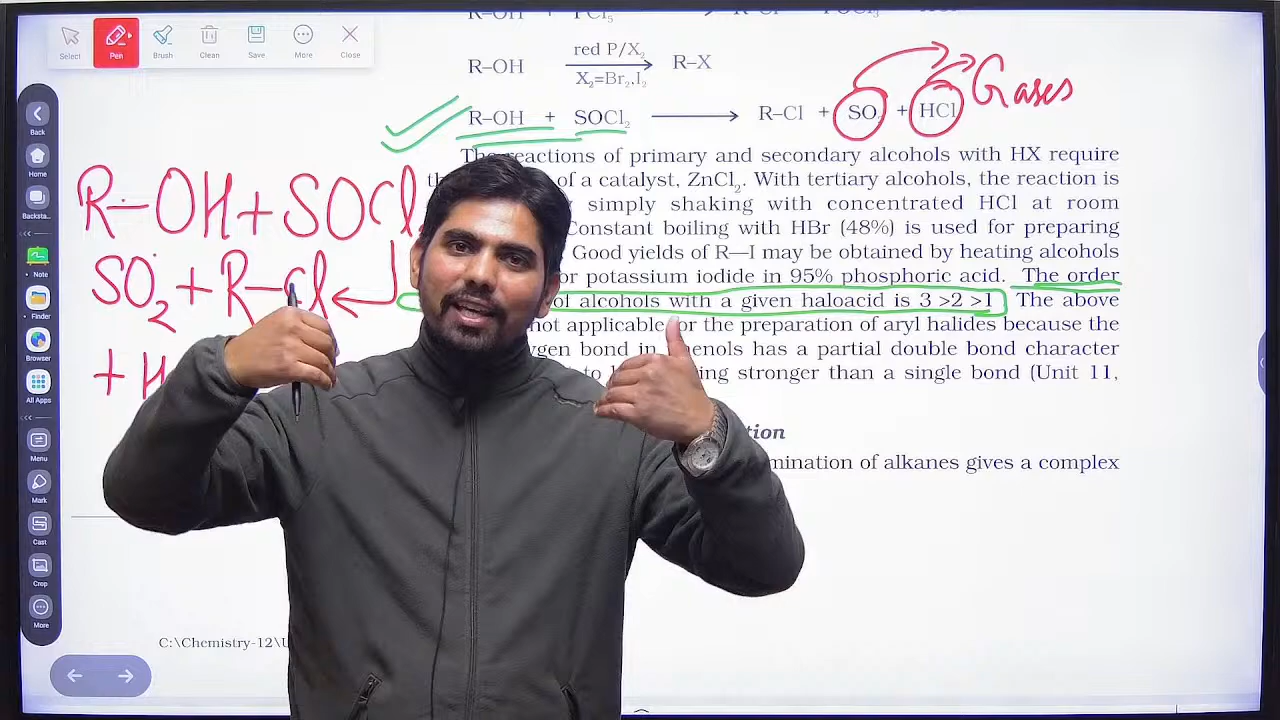 Select Pen Brush Clean Save More Close
R–OH
red P/X₂
R–OH R–X
X₂=Br₂,I₂
R–OH + SOCl₂ R–Cl + SO + HCl Gases
The reactions of primary and secondary alcohols with HX require
of a catalyst, ZnCl₂. With tertiary alcohols, the reaction is
simply shaking with concentrated HCl at room
Constant boiling with HBr (48%) is used for preparing
Good yields of R—I may be obtained by heating alcohols
or potassium iodide in 95% phosphoric acid. The order
of alcohols with a given haloacid is 3 >2 >1 The above
not applicable for the preparation of aryl halides because the
bond in phenols has a partial double bond character
stronger than a single bond (Unit 11,
R–OH + SOCl
SO₂ + R–Cl
+ H
mination of alkanes gives a complex
C:\Chemistry-12\U
Back
Home
Backsta..
Note
Finder
Browser
All Apps
Menu
Mark
Cast
Crop
More